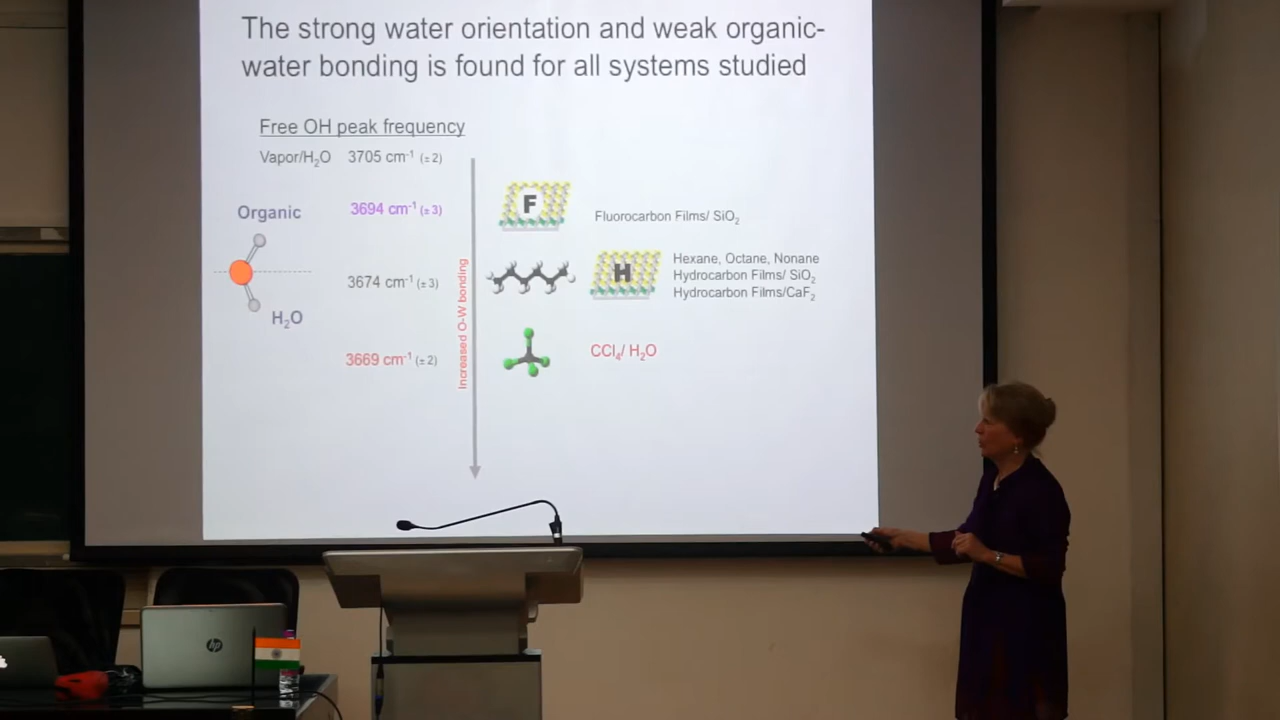 The strong water orientation and weak organic-
water bonding is found for all systems studied
Free OH peak frequency
Vapor/H₂O 3705 cm⁻¹ (± 2)
Organic
3694 cm⁻¹ (± 3)
F
Fluorocarbon Films/ SiO₂
3674 cm⁻¹ (± 3)
H
Hexane, Octane, Nonane
Hydrocarbon Films/ SiO₂
Hydrocarbon Films/CaF₂
H₂O
3669 cm⁻¹ (± 2)
CCl₄/ H₂O
Increased O-W bonding
hp